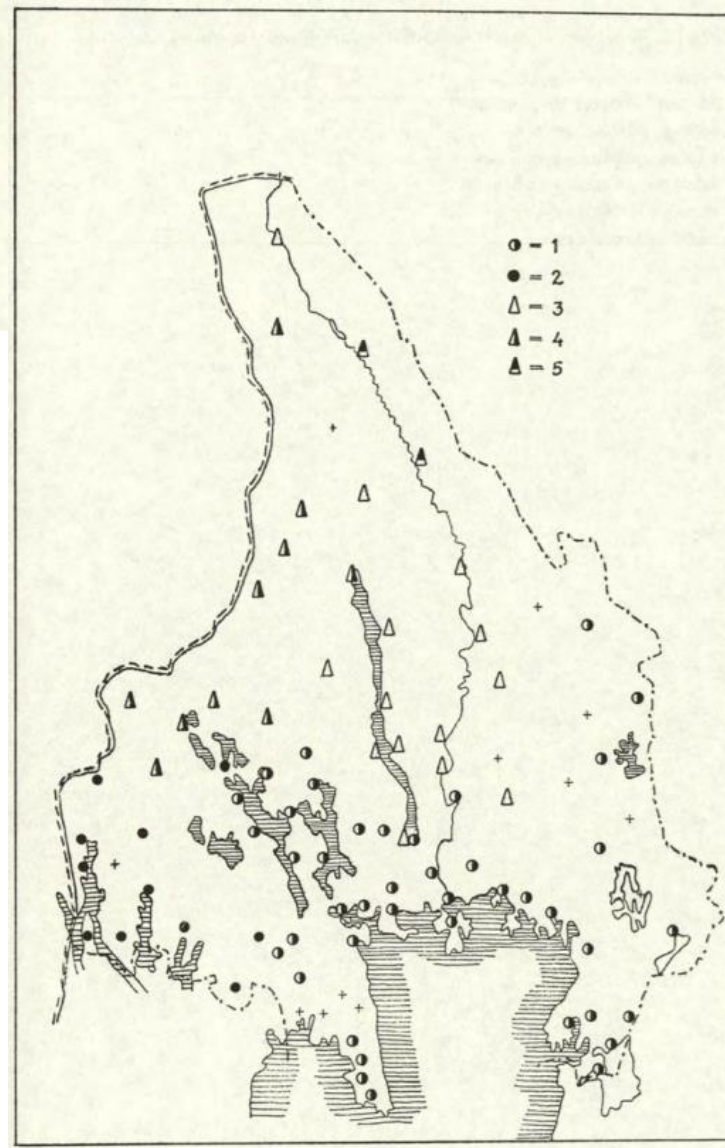 ◑ = 1
● = 2
△ = 3
◮ = 4
▲ = 5